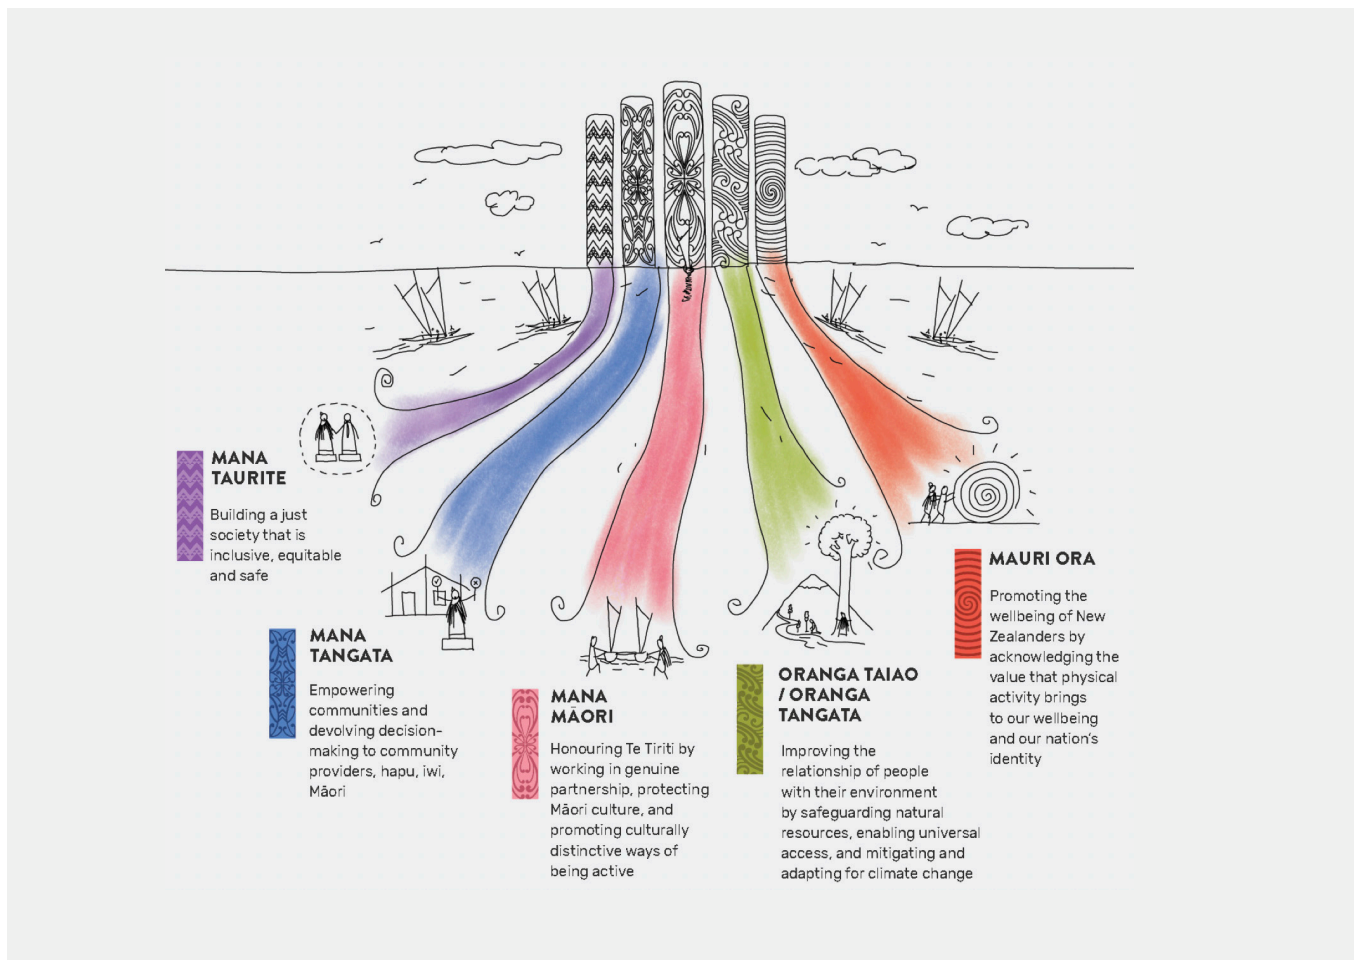 MANA
TAURITE
Building a just
society that is
inclusive, equitable
and safe
MANA
TANGATA
Empowering
communities and
devolving decision-
making to community
providers, hapu, iwi,
Māori
MANA
MĀORI
Honouring Te Tiriti by
working in genuine
partnership, protecting
Māori culture, and
promoting culturally
distinctive ways of
being active
ORANGA TAIAO
/ ORANGA
TANGATA
Improving the
relationship of people
with their environment
by safeguarding natural
resources, enabling universal
access, and mitigating and
adapting for climate change
MAURI ORA
Promoting the
wellbeing of New
Zealanders by
acknowledging the
value that physical
activity brings
to our wellbeing
and our nation's
identity